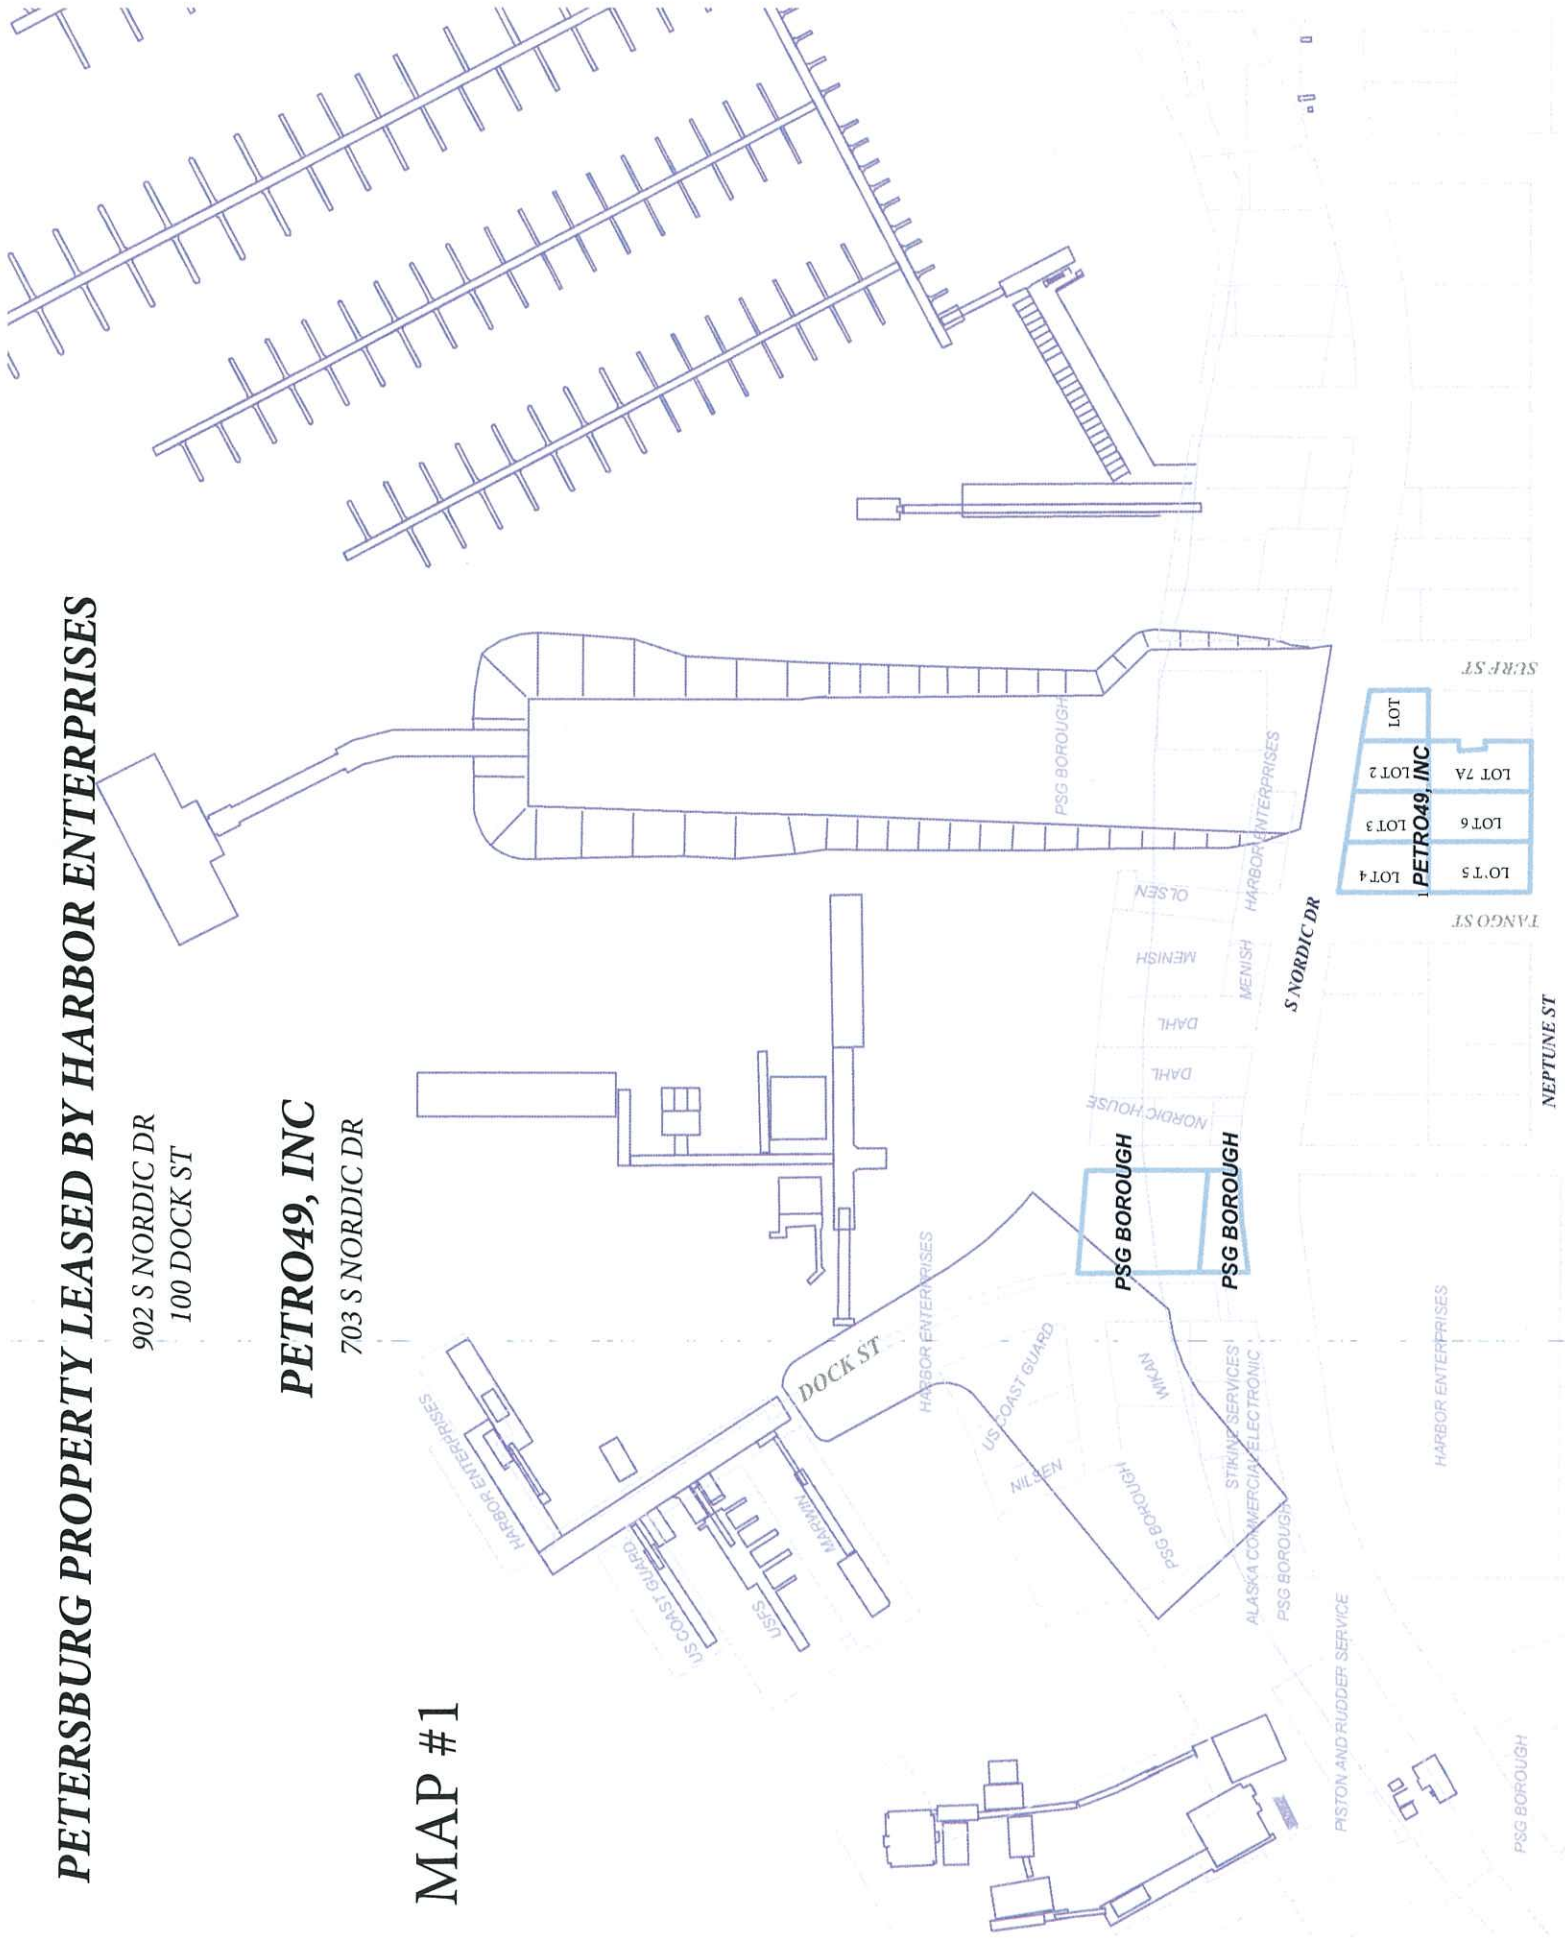 PETERSBURG PROPERTY LEASED BY HARBOR ENTERPRISES
902 S NORDIC DR
100 DOCK ST
PETRO49, INC
703 S NORDIC DR
MAP #1
HARBOR ENTERPRISES
US COAST GUARD
USFS
MARWIN
DOCK ST
HARBOR ENTERPRISES
US COAST GUARD
NILSEN
WIKAN
PSG BOROUGH
STIKINE SERVICES
ALASKA COMMERCIAL ELECTRONIC
PSG BOROUGH
PISTON AND RUDDER SERVICE
PSG BOROUGH
HARBOR ENTERPRISES
PSG BOROUGH
PSG BOROUGH
NORDIC HOUSE
DAHL
DAHL
MENISH
OLSEN
MENISH
HARBOR ENTERPRISES
PSG BOROUGH
S NORDIC DR
NEPTUNE ST
TANGO ST
SURF ST
LOT
1
LOT 2
LOT 3
LOT 4
PETRO49, INC
LOT 7A
LOT 6
LOT 5